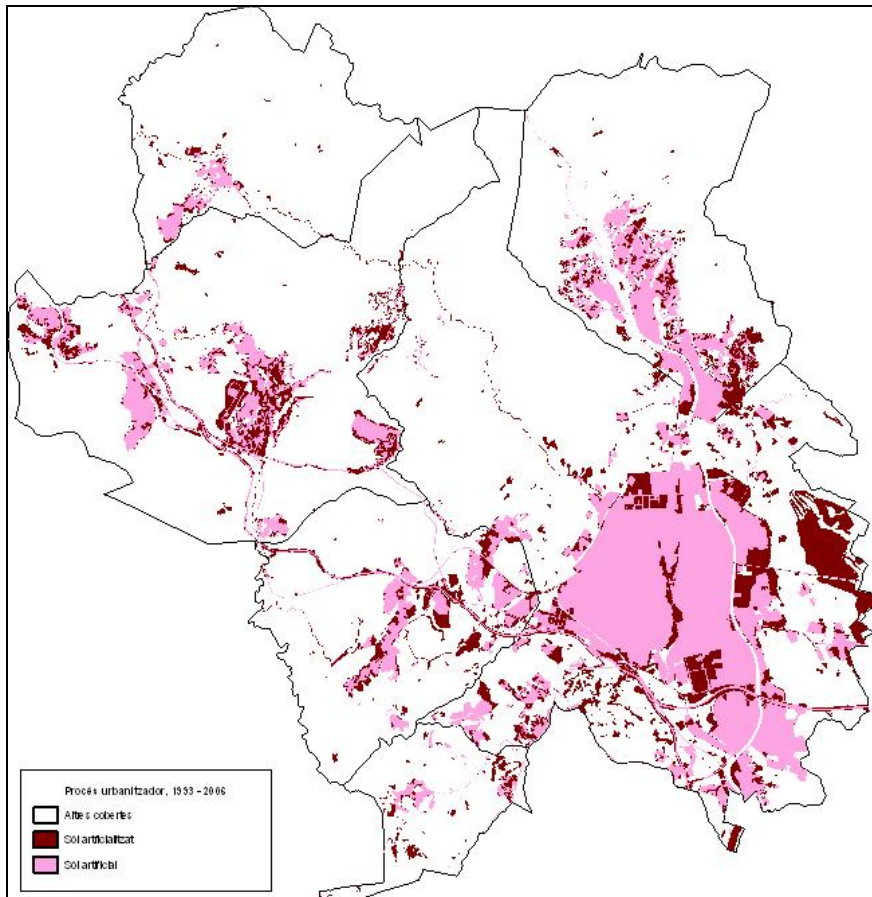 Procés urbanitzador, 1993 - 2006
Altres cobertes
Sòl artificialitzat
Sòl artificial